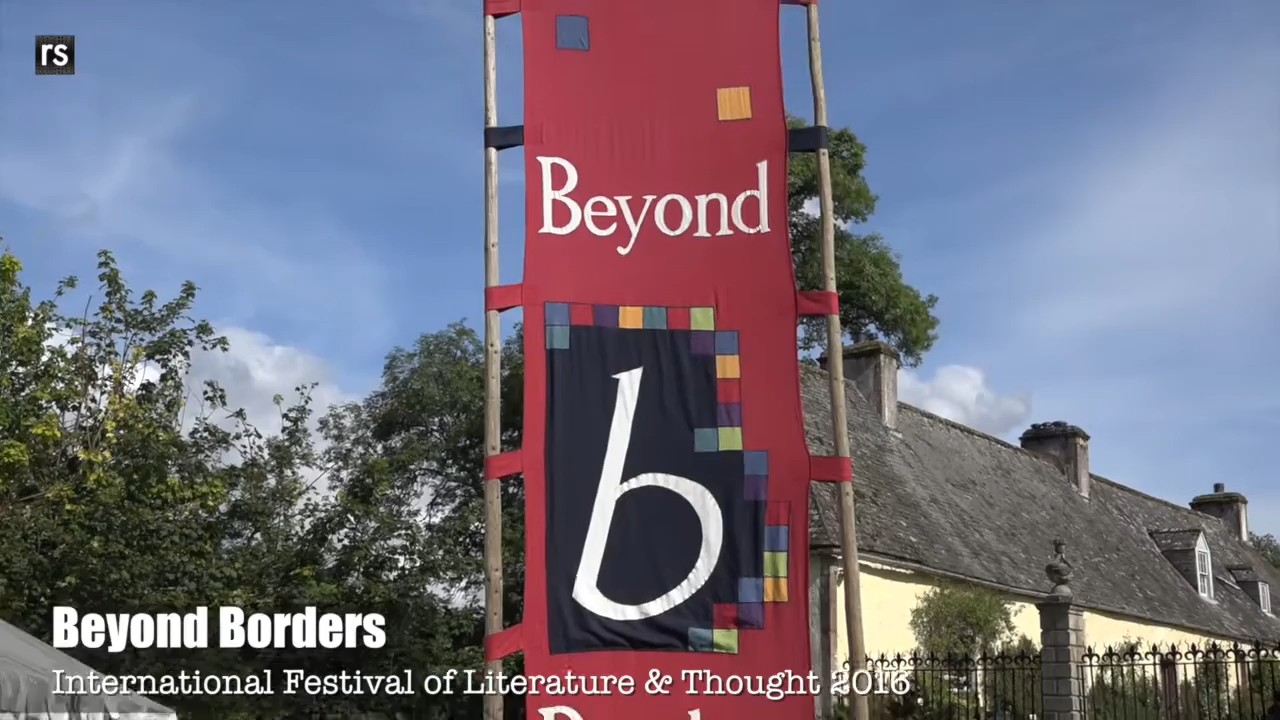 rs
Beyond
b
Beyond Borders
International Festival of Literature & Thought 2016